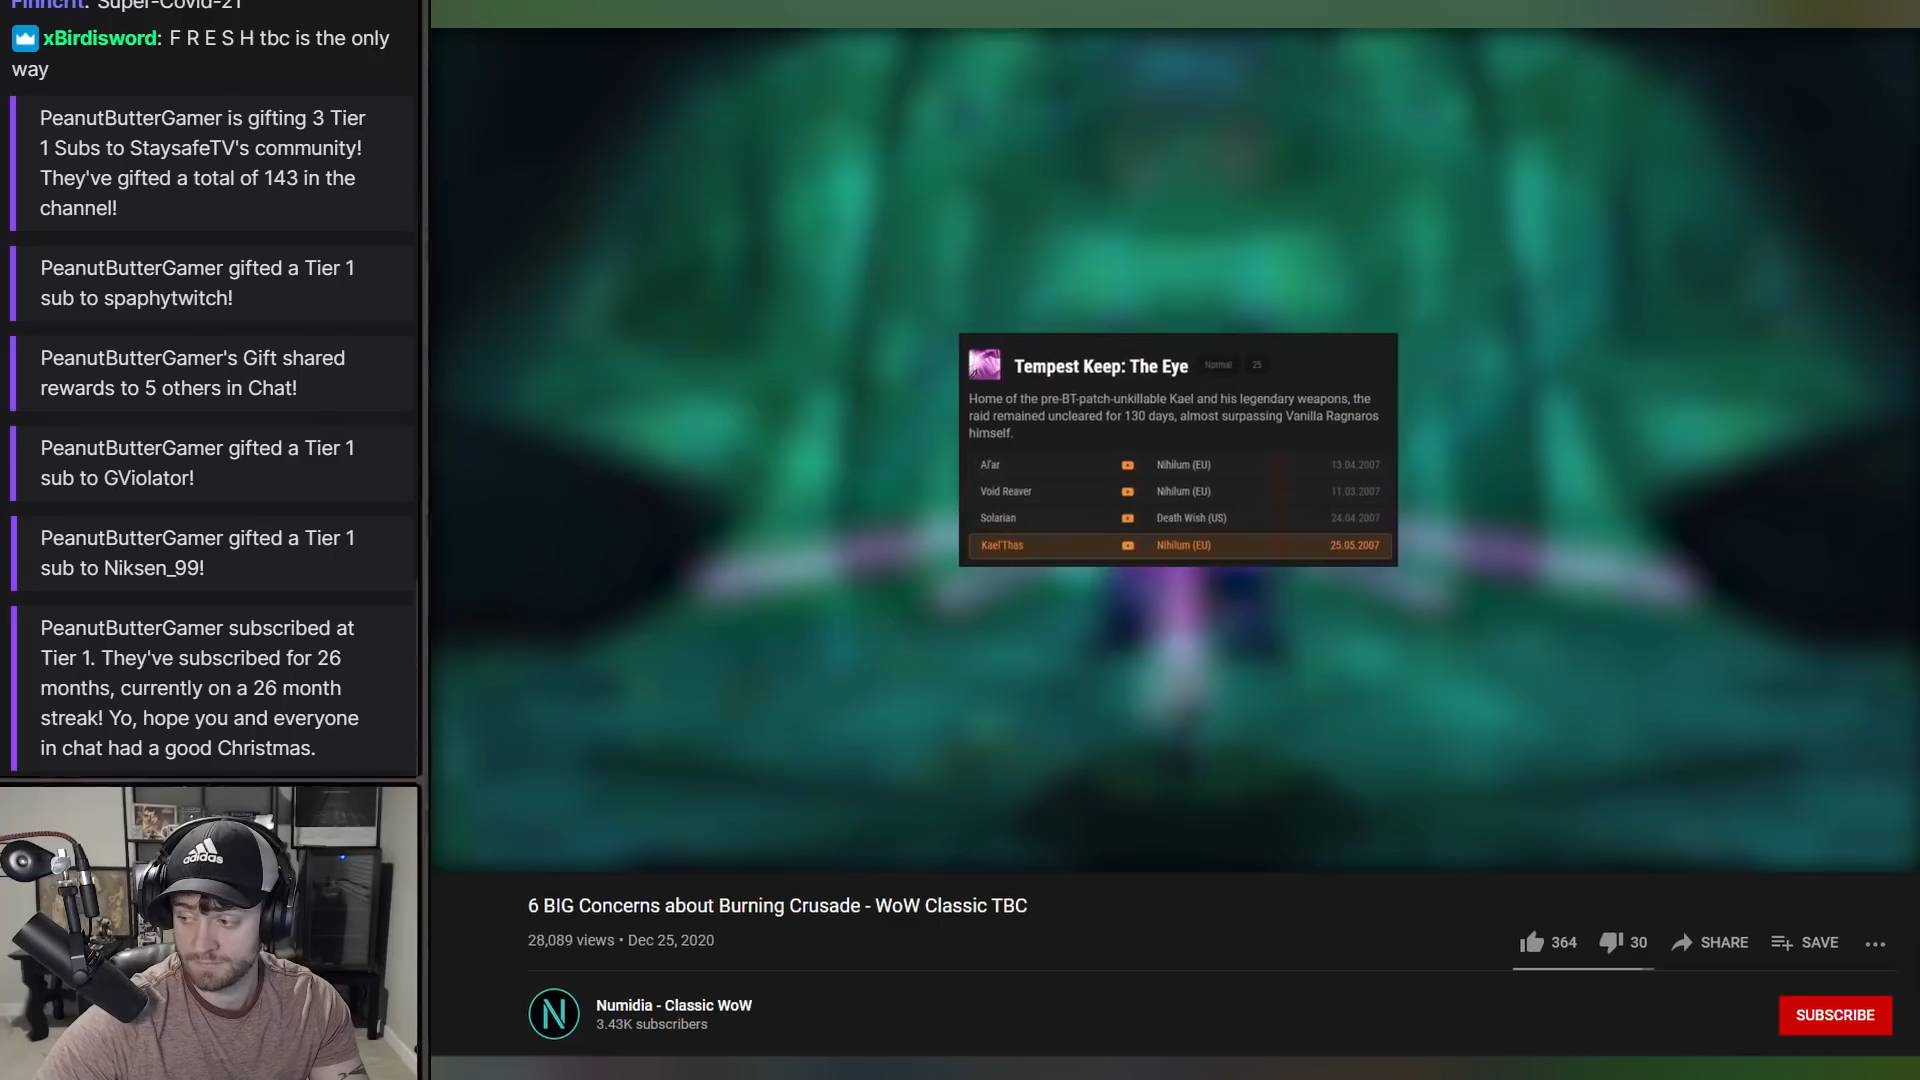 Finncrit: Super-Covid-21
xBirdisword: F R E S H tbc is the only
way
PeanutButterGamer is gifting 3 Tier
1 Subs to StaysafeTV's community!
They've gifted a total of 143 in the
channel!
PeanutButterGamer gifted a Tier 1
sub to spaphytwitch!
PeanutButterGamer's Gift shared
rewards to 5 others in Chat!
PeanutButterGamer gifted a Tier 1
sub to GViolator!
PeanutButterGamer gifted a Tier 1
sub to Niksen_99!
PeanutButterGamer subscribed at
Tier 1. They've subscribed for 26
months, currently on a 26 month
streak! Yo, hope you and everyone
in chat had a good Christmas.
adidas
Tempest Keep: The Eye Normal 25
Home of the pre-BT-patch-unkillable Kael and his legendary weapons, the
raid remained uncleared for 130 days, almost surpassing Vanilla Ragnaros
himself.
Al'ar Nihilum (EU) 13.04.2007
Void Reaver Nihilum (EU) 11.03.2007
Solarian Death Wish (US) 24.04.2007
Kael'Thas Nihilum (EU) 25.05.2007
6 BIG Concerns about Burning Crusade - WoW Classic TBC
28,089 views • Dec 25, 2020
364 30 SHARE SAVE
N
Numidia - Classic WoW
3.43K subscribers
SUBSCRIBE